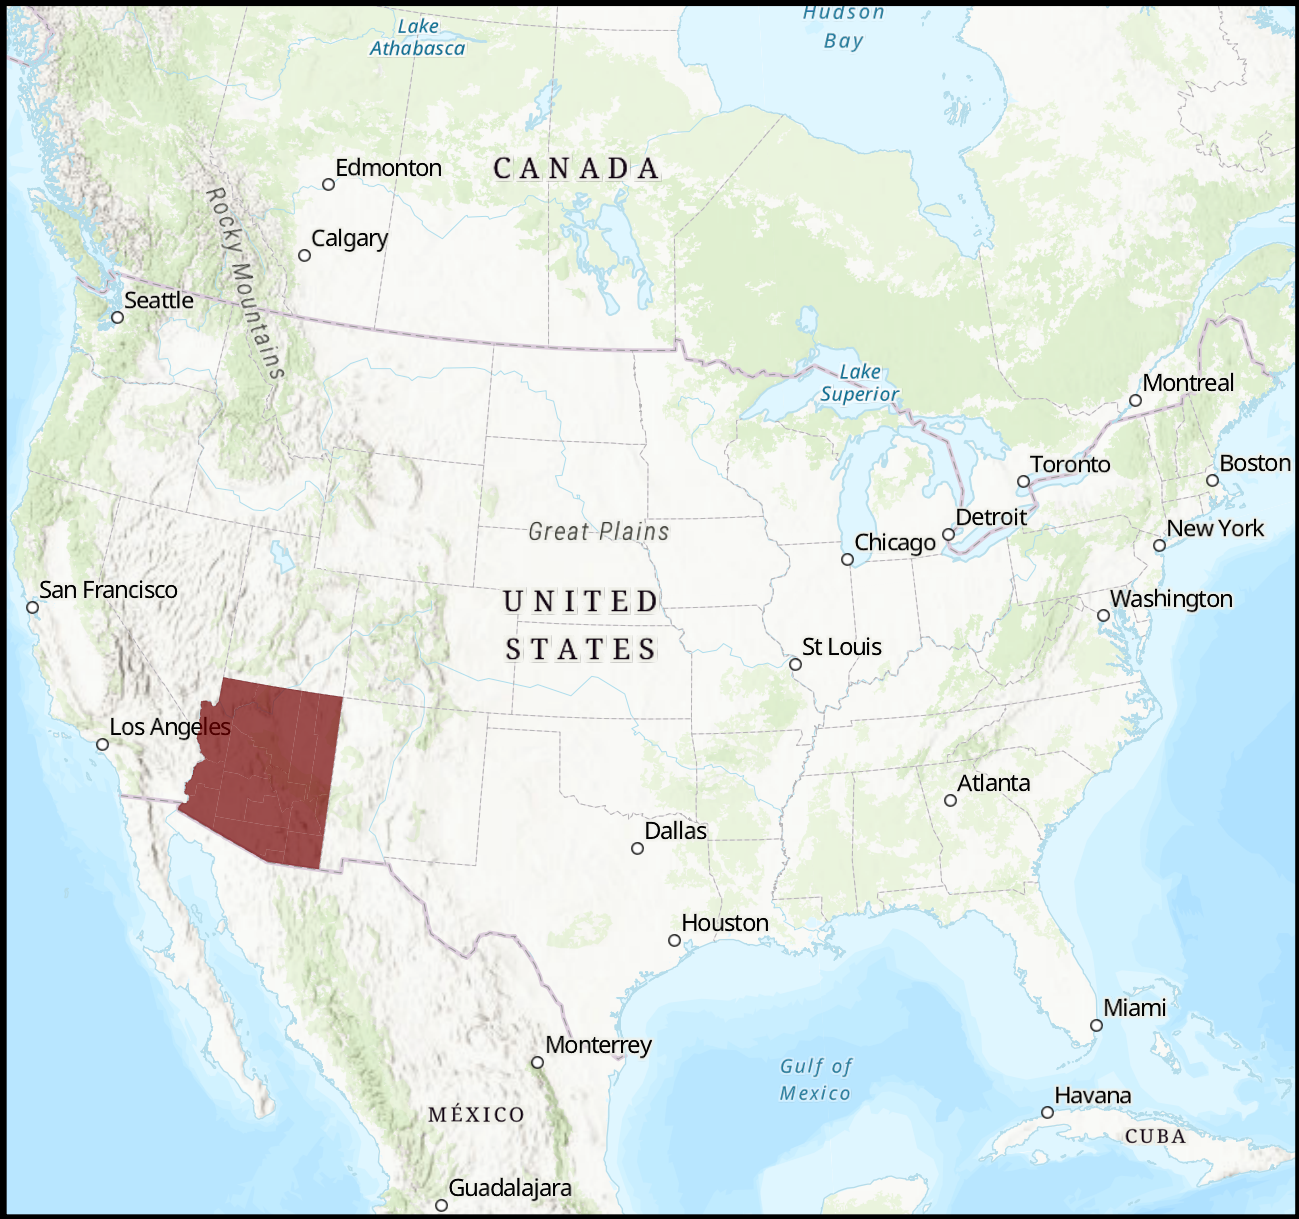 Hudson
Bay
Lake
Athabasca
Edmonton
CANADA
Calgary
Rocky Mountains
Seattle
Lake
Superior
Montreal
Toronto
Boston
Detroit
New York
Chicago
Great Plains
San Francisco
UNITED
STATES
Washington
St Louis
Los Angeles
Atlanta
Dallas
Houston
Miami
Monterrey
Gulf of
Mexico
Havana
MÉXICO
CUBA
Guadalajara